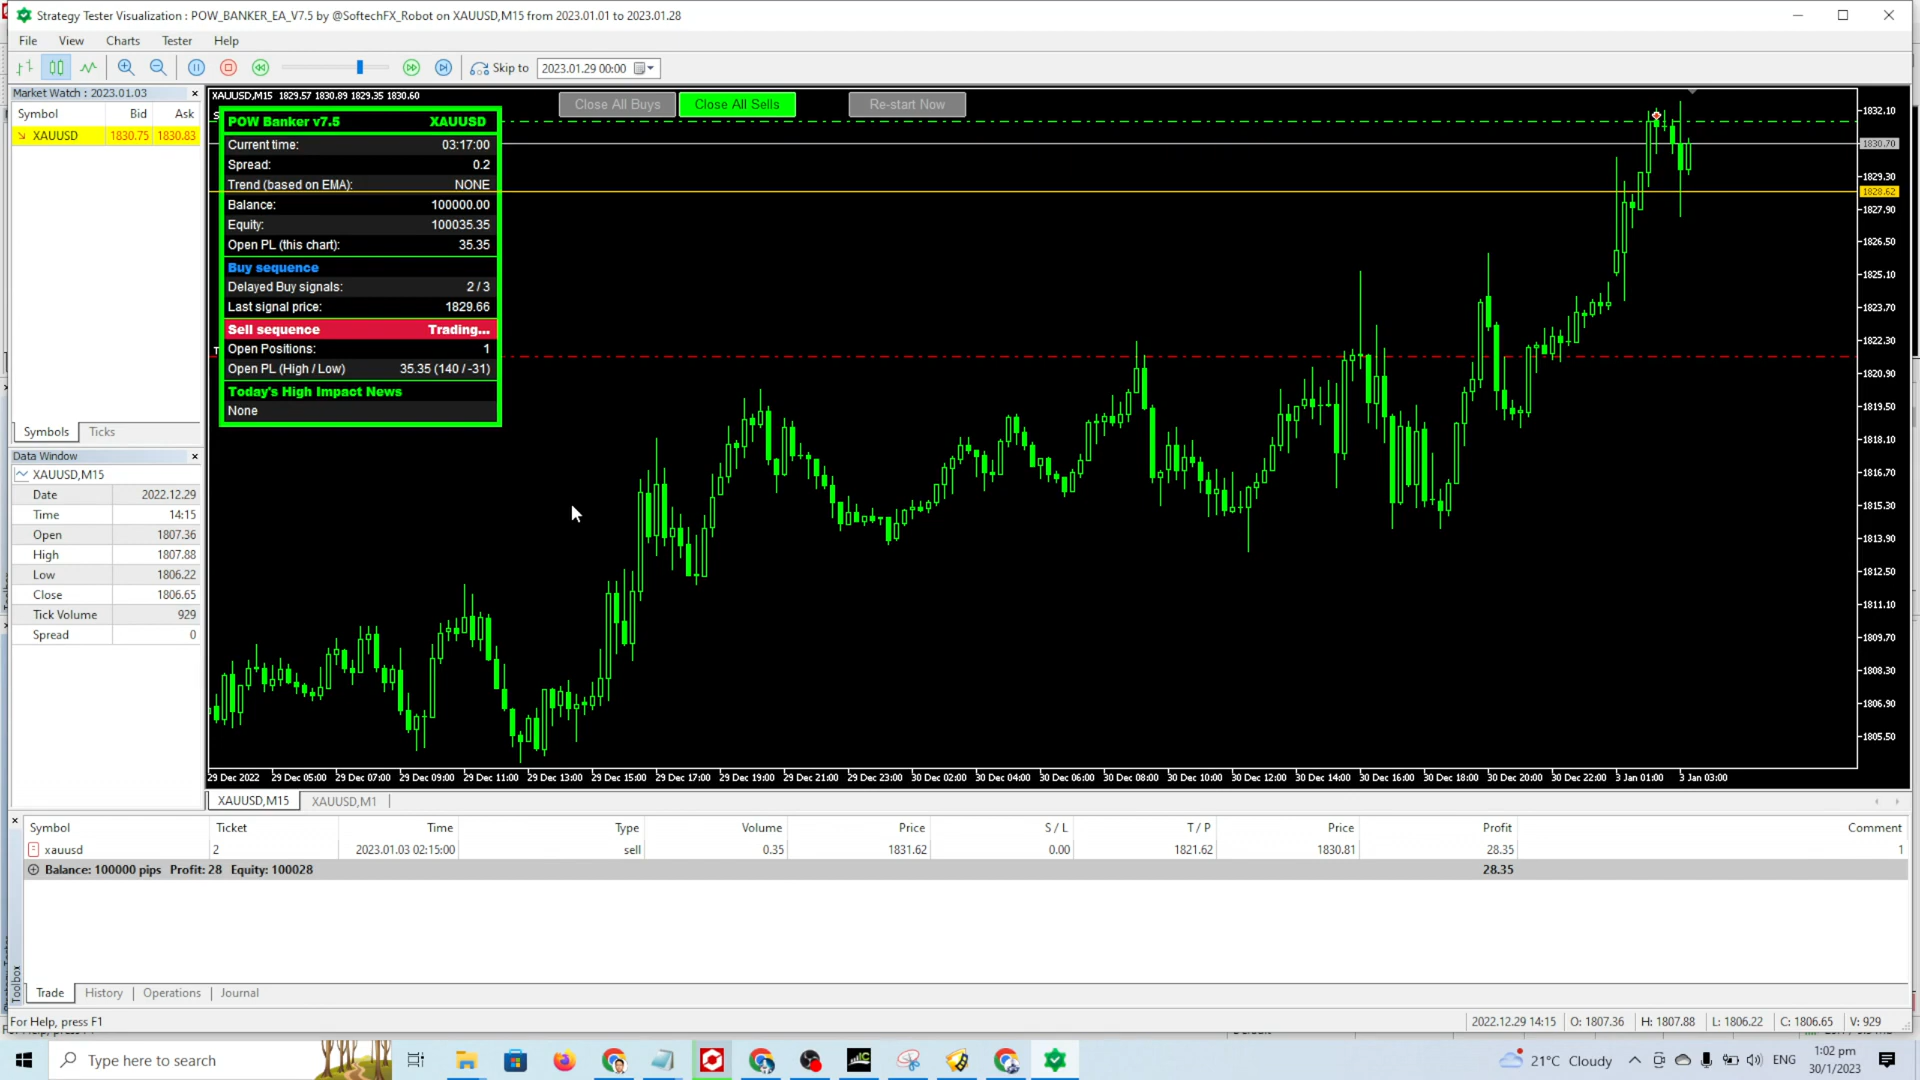 Strategy Tester Visualization : POW_BANKER_EA_V7.5 by @SoftechFX_Robot on XAUUSD,M15 from 2023.01.01 to 2023.01.28
File View Charts Tester Help
Skip to 2023.01.29 00:00
Market Watch : 2023.01.03
Symbol Bid Ask
XAUUSD 1830.75 1830.83
Symbols Ticks
Data Window
XAUUSD,M15
Date 2022.12.29
Time 14:15
Open 1807.36
High 1807.88
Low 1806.22
Close 1806.65
Tick Volume 929
Spread 0
XAUUSD,M15 1829.57 1830.89 1829.35 1830.60
Close All Buys Close All Sells Re-start Now
POW Banker v7.5 XAUUSD
Current time: 03:17:00
Spread: 0.2
Trend (based on EMA): NONE
Balance: 100000.00
Equity: 100035.35
Open PL (this chart): 35.35
Buy sequence
Delayed Buy signals: 2 / 3
Last signal price: 1829.66
Sell sequence Trading...
Open Positions: 1
Open PL (High / Low) 35.35 (140 / -31)
Today's High Impact News
None
1832.10
1830.70
1829.30
1828.62
1827.90
1826.50
1825.10
1823.70
1822.30
1820.90
1819.50
1818.10
1816.70
1815.30
1813.90
1812.50
1811.10
1809.70
1808.30
1806.90
1805.50
29 Dec 2022 29 Dec 05:00 29 Dec 07:00 29 Dec 09:00 29 Dec 11:00 29 Dec 13:00 29 Dec 15:00 29 Dec 17:00 29 Dec 19:00 29 Dec 21:00 29 Dec 23:00 30 Dec 02:00 30 Dec 04:00 30 Dec 06:00 30 Dec 08:00 30 Dec 10:00 30 Dec 12:00 30 Dec 14:00 30 Dec 16:00 30 Dec 18:00 30 Dec 20:00 30 Dec 22:00 3 Jan 01:00 3 Jan 03:00
XAUUSD,M15 XAUUSD,M1
Symbol Ticket Time Type Volume Price S / L T / P Price Profit Comment
xauusd 2 2023.01.03 02:15:00 sell 0.35 1831.62 0.00 1821.62 1830.81 28.35 1
Balance: 100000 pips Profit: 28 Equity: 100028 28.35
Toolbox
Trade History Operations Journal
For Help, press F1
2022.12.29 14:15 O: 1807.36 H: 1807.88 L: 1806.22 C: 1806.65 V: 929
Type here to search
21°C Cloudy
ENG
1:02 pm
30/1/2023